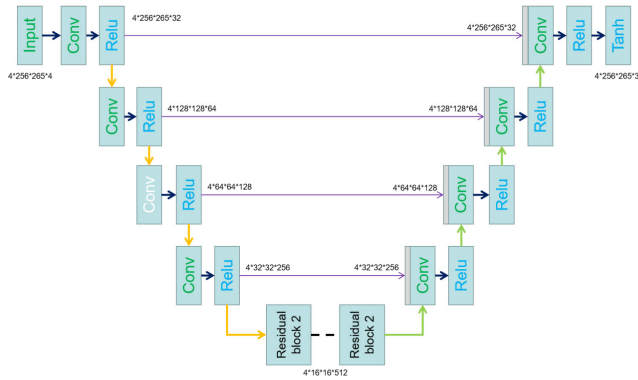 Input
Conv
Relu
4*256*265*32
4*256*265*32
Conv
Relu
Tanh
4*256*265*4
4*256*265*3
Conv
Relu
4*128*128*64
4*128*128*64
Conv
Relu
Conv
Relu
4*64*64*128
4*64*64*128
Conv
Relu
Conv
Relu
4*32*32*256
4*32*32*256
Conv
Relu
Residual
block 2
Residual
block 2
4*16*16*512